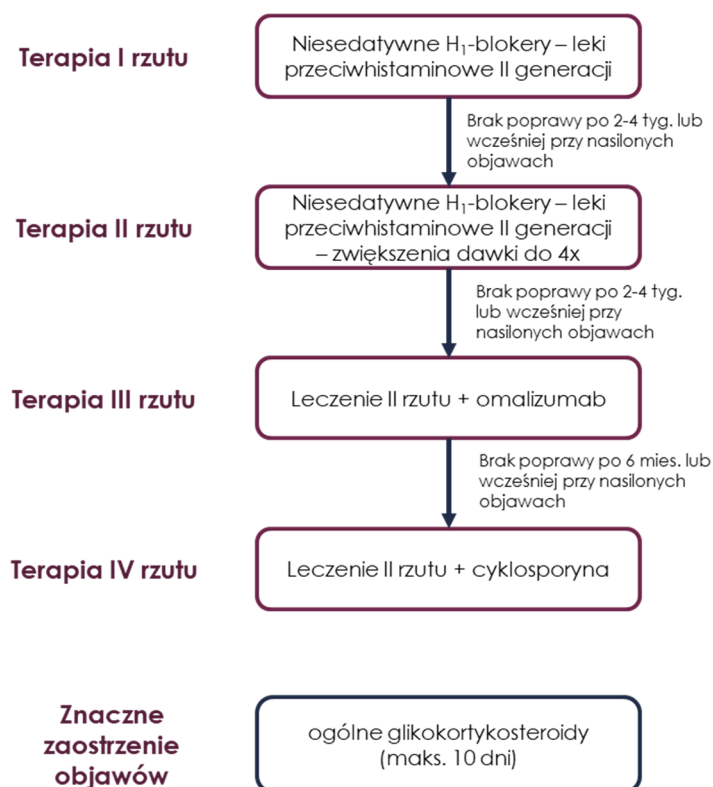 Terapia I rzutu
Niesedatywne H₁-blokery – leki
przeciwhistaminowe II generacji
Brak poprawy po 2-4 tyg. lub
wcześniej przy nasilonych
objawach
Terapia II rzutu
Niesedatywne H₁-blokery – leki
przeciwhistaminowe II generacji
– zwiększenia dawki do 4x
Brak poprawy po 2-4 tyg.
lub wcześniej przy
nasilonych objawach
Terapia III rzutu
Leczenie II rzutu + omalizumab
Brak poprawy po 6 mies. lub
wcześniej przy nasilonych
objawach
Terapia IV rzutu
Leczenie II rzutu + cyklosporyna
Znaczne
zaostrzenie
objawów
ogólne glikokortykosteroidy
(maks. 10 dni)